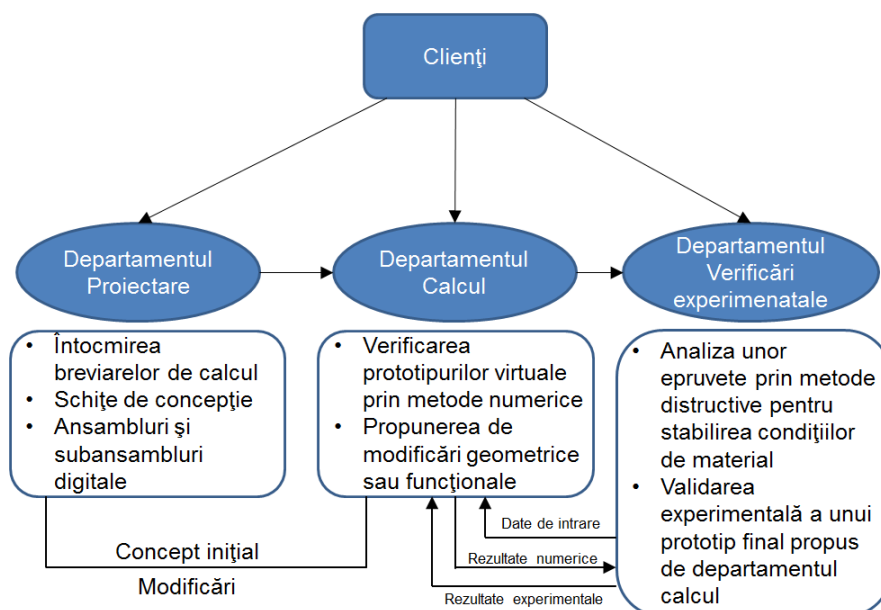 Clienţi
Departamentul
Proiectare
Departamentul
Calcul
Departamentul
Verificări
experimenatale
• Întocmirea
breviarelor de calcul
• Schiţe de concepţie
• Ansambluri şi
subansambluri
digitale
• Verificarea
prototipurilor virtuale
prin metode numerice
• Propunerea de
modificări geometrice
sau funcţionale
• Analiza unor
epruvete prin metode
distructive pentru
stabilirea condiţiilor
de material
• Validarea
experimentală a unui
prototip final propus
de departamentul
calcul
Concept iniţial
Modificări
Date de intrare
Rezultate numerice
Rezultate experimentale